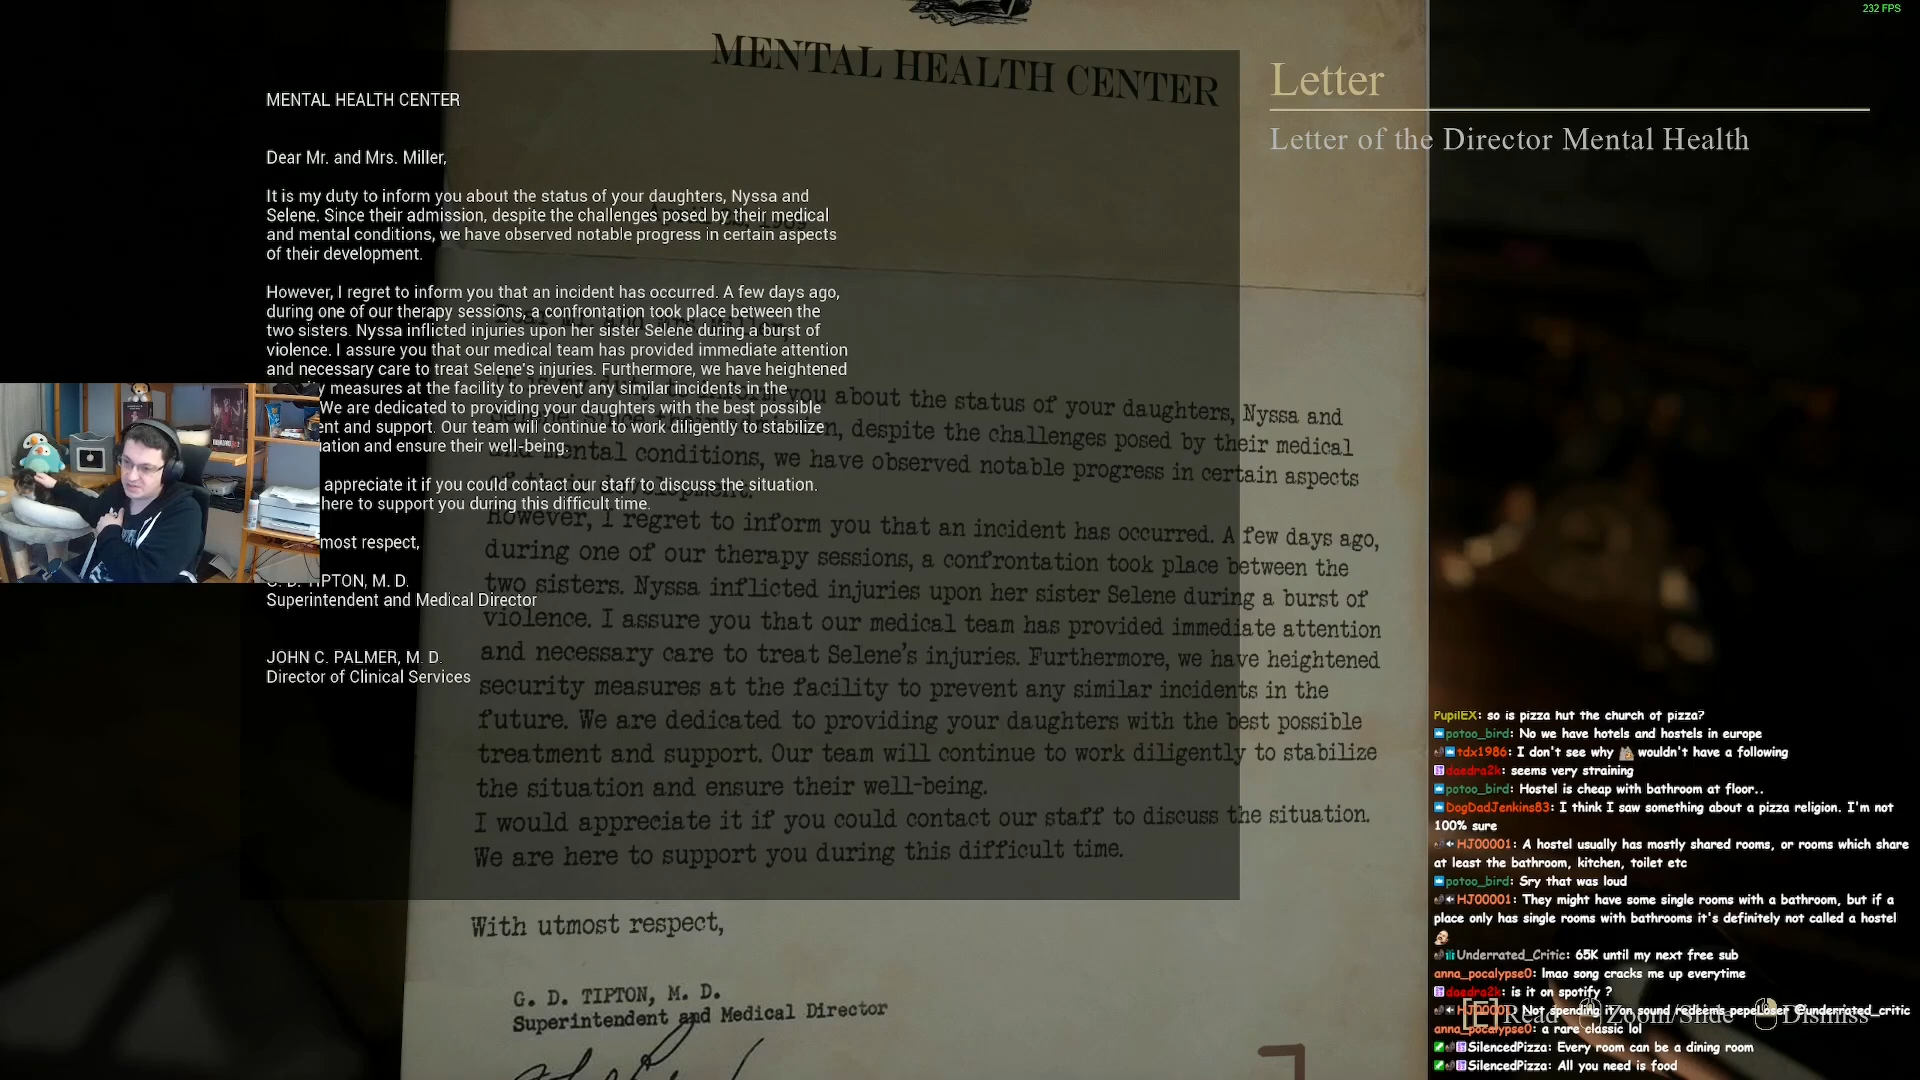 232 FPS
MENTAL HEALTH CENTER
Letter
Letter of the Director Mental Health
MENTAL HEALTH CENTER
Dear Mr. and Mrs. Miller,
It is my duty to inform you about the status of your daughters, Nyssa and
Selene. Since their admission, despite the challenges posed by their medical
and mental conditions, we have observed notable progress in certain aspects
of their development.
However, I regret to inform you that an incident has occurred. A few days ago,
during one of our therapy sessions, a confrontation took place between the
two sisters. Nyssa inflicted injuries upon her sister Selene during a burst of
violence. I assure you that our medical team has provided immediate attention
and necessary care to treat Selene's injuries. Furthermore, we have heightened
measures at the facility to prevent any similar incidents in the
We are dedicated to providing your daughters with the best possible
and support. Our team will continue to work diligently to stabilize
and ensure their well-being.
appreciate it if you could contact our staff to discuss the situation.
here to support you during this difficult time.
most respect,
TIPTON, M. D.
Superintendent and Medical Director
JOHN C. PALMER, M. D.
Director of Clinical Services
It is my duty to inform you about the status of your daughters, Nyssa and
despite the challenges posed by their medical
and mental conditions, we have observed notable progress in certain aspects
However, I regret to inform you that an incident has occurred. A few days ago,
during one of our therapy sessions, a confrontation took place between the
two sisters. Nyssa inflicted injuries upon her sister Selene during a burst of
violence. I assure you that our medical team has provided immediate attention
and necessary care to treat Selene's injuries. Furthermore, we have heightened
security measures at the facility to prevent any similar incidents in the
future. We are dedicated to providing your daughters with the best possible
treatment and support. Our team will continue to work diligently to stabilize
the situation and ensure their well-being.
I would appreciate it if you could contact our staff to discuss the situation.
We are here to support you during this difficult time.
With utmost respect,
G. D. TIPTON, M. D.
Superintendent and Medical Director
PupilEX: so is pizza hut the church of pizza?
potoo_bird: No we have hotels and hostels in europe
tdx1986: I don't see why wouldn't have a following
daedra2k: seems very straining
potoo_bird: Hostel is cheap with bathroom at floor..
DogDadJenkins83: I think I saw something about a pizza religion. I'm not
100% sure
HJ00001: A hostel usually has mostly shared rooms, or rooms which share
at least the bathroom, kitchen, toilet etc
potoo_bird: Sry that was loud
HJ00001: They might have some single rooms with a bathroom, but if a
place only has single rooms with bathrooms it's definitely not called a hostel
Underrated_Critic: 65K until my next free sub
anna_pocalypse0: lmao song cracks me up everytime
daedra2k: is it on spotify ?
HJ00001: Not spending it on sound redeems pepeLoser @underrated_critic
[E] Read Zoom/Slide Dismiss
anna_pocalypse0: a rare classic lol
SilencedPizza: Every room can be a dining room
SilencedPizza: All you need is food